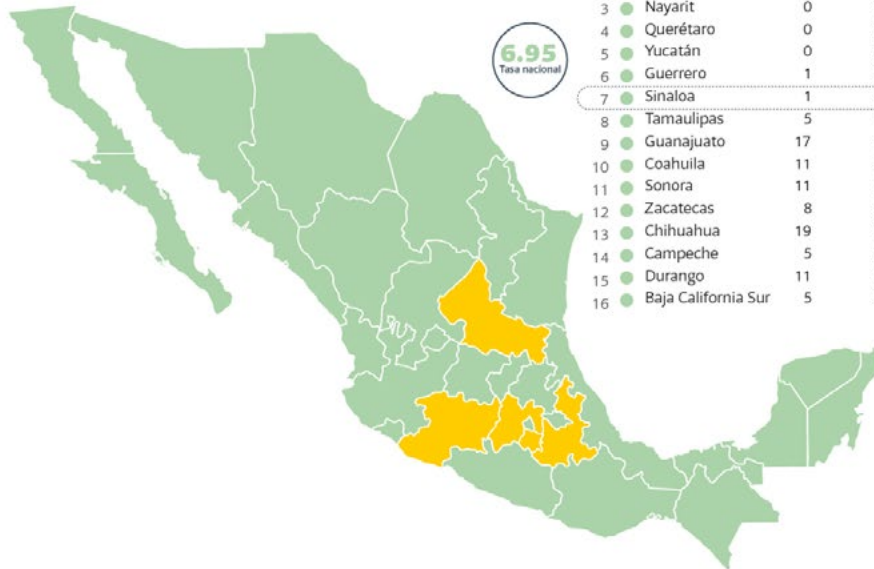 3 Nayarit 0
4 Querétaro 0
5 Yucatán 0
6 Guerrero 1
7 Sinaloa 1
8 Tamaulipas 5
9 Guanajuato 17
10 Coahuila 11
11 Sonora 11
12 Zacatecas 8
13 Chihuahua 19
14 Campeche 5
15 Durango 11
16 Baja California Sur 5
6.95
Tasa nacional